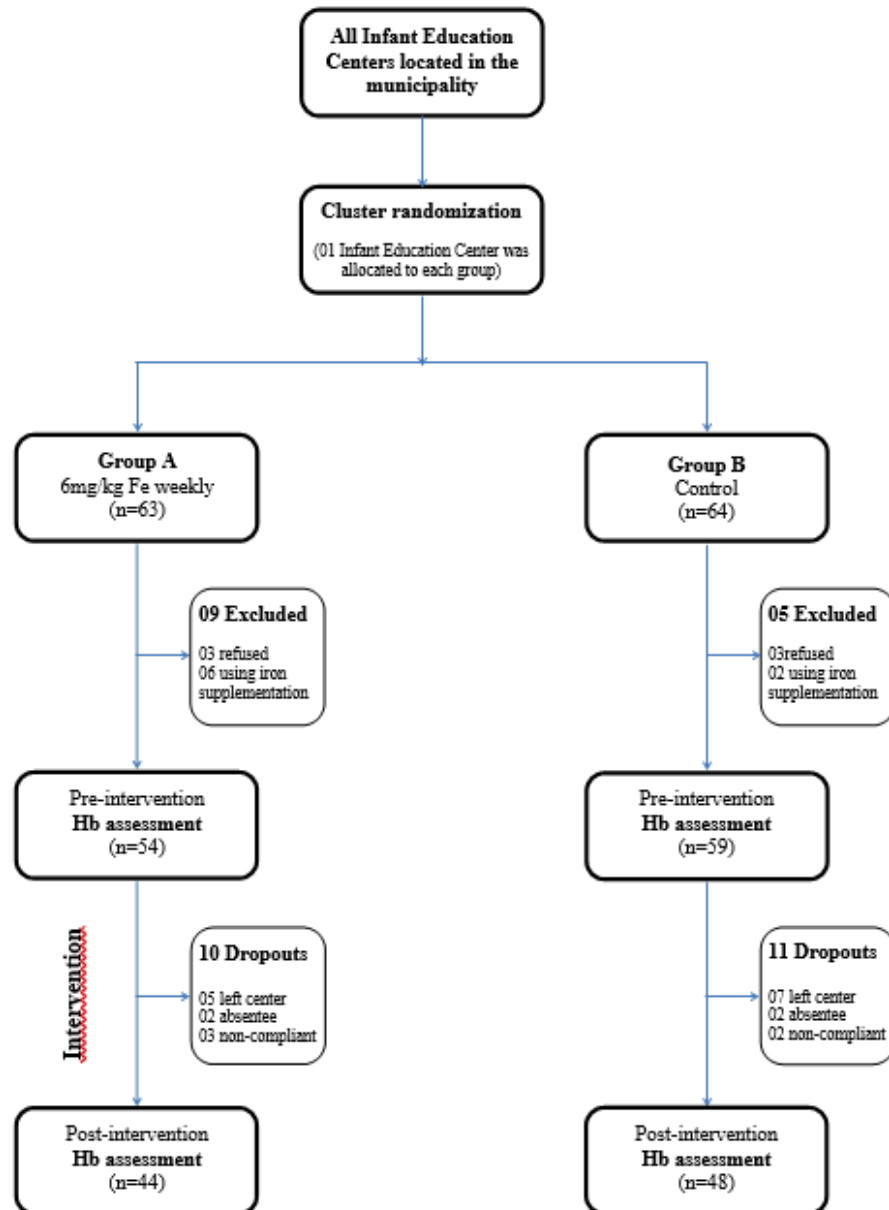 All Infant Education
Centers located in the
municipality
Cluster randomization
(01 Infant Education Center was
allocated to each group)
Group A
6mg/kg Fe weekly
(n=63)
Group B
Control
(n=64)
09 Excluded
03 refused
06 using iron
supplementation
05 Excluded
03refused
02 using iron
supplementation
Pre-intervention
Hb assessment
(n=54)
Pre-intervention
Hb assessment
(n=59)
Intervention
10 Dropouts
05 left center
02 absentee
03 non-compliant
11 Dropouts
07 left center
02 absentee
02 non-compliant
Post-intervention
Hb assessment
(n=44)
Post-intervention
Hb assessment
(n=48)